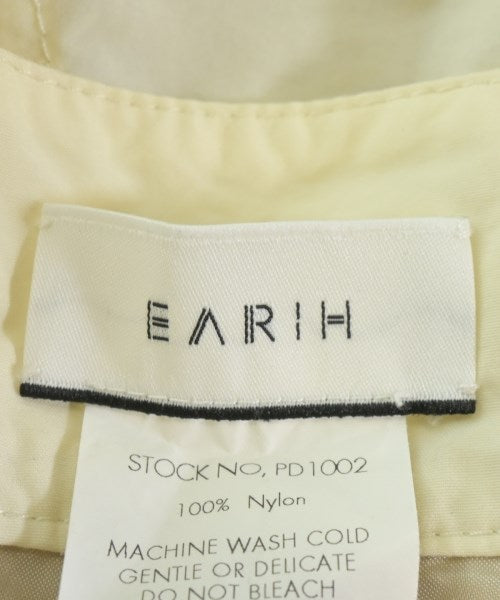 EARIH
STOCK NO, PD1002
100% Nylon
MACHINE WASH COLD
GENTLE OR DELICATE
DO NOT BLEACH